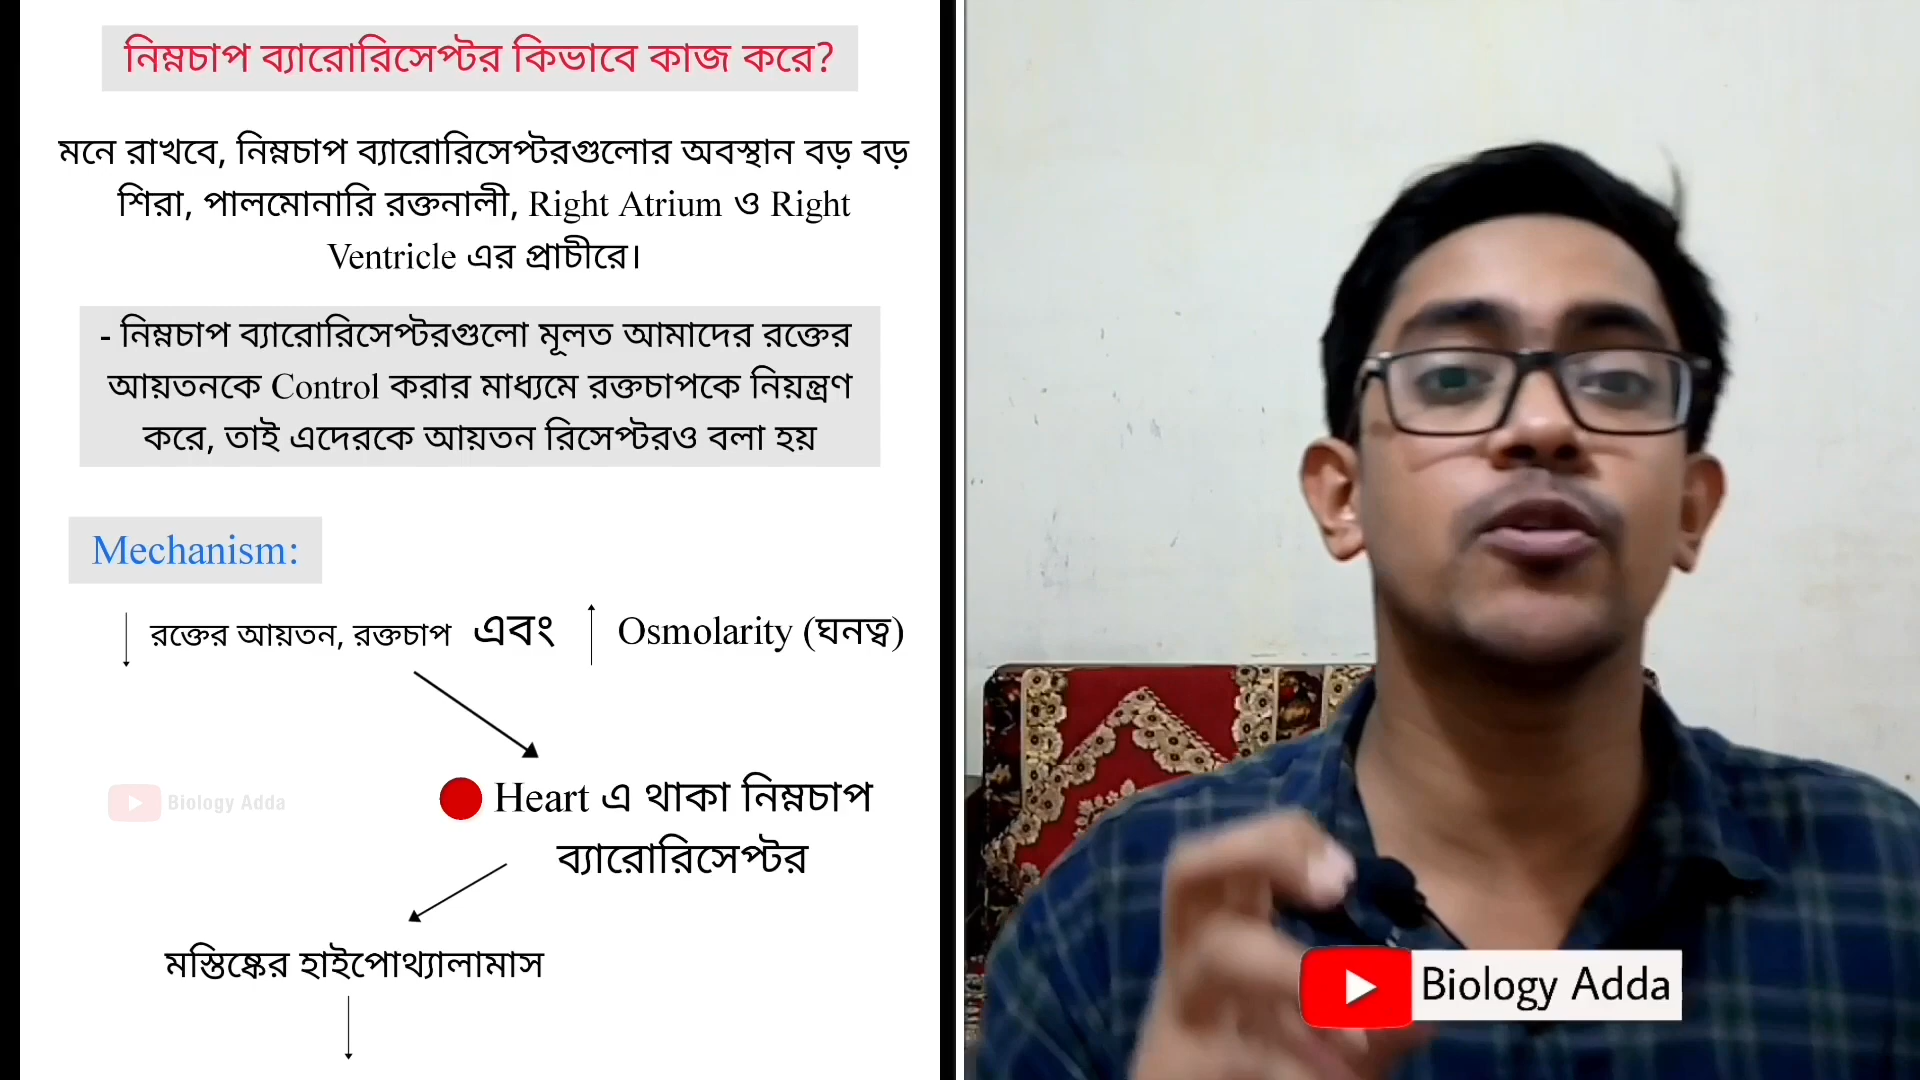 নিম্নচাপ ব্যারোরিসেপ্টর কিভাবে কাজ করে?
মনে রাখবে, নিম্নচাপ ব্যারোরিসেপ্টরগুলোর অবস্থান বড় বড়
শিরা, পালমোনারি রক্তনালী, Right Atrium ও Right
Ventricle এর প্রাচীরে।
- নিম্নচাপ ব্যারোরিসেপ্টরগুলো মূলত আমাদের রক্তের
আয়তনকে Control করার মাধ্যমে রক্তচাপকে নিয়ন্ত্রণ
করে, তাই এদেরকে আয়তন রিসেপ্টরও বলা হয়
Mechanism:
রক্তের আয়তন, রক্তচাপ এবং Osmolarity (ঘনত্ব)
Heart এ থাকা নিম্নচাপ
ব্যারোরিসেপ্টর
Biology Adda
মস্তিষ্কের হাইপোথ্যালামাস
Biology Adda